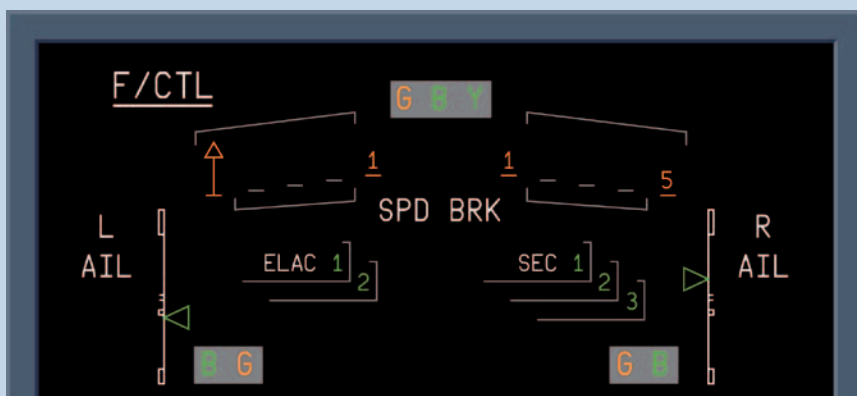 F/CTL
G B Y
1 1 5
SPD BRK
L R
AIL AIL
ELAC 1 SEC 1
2 2
3
B G G B